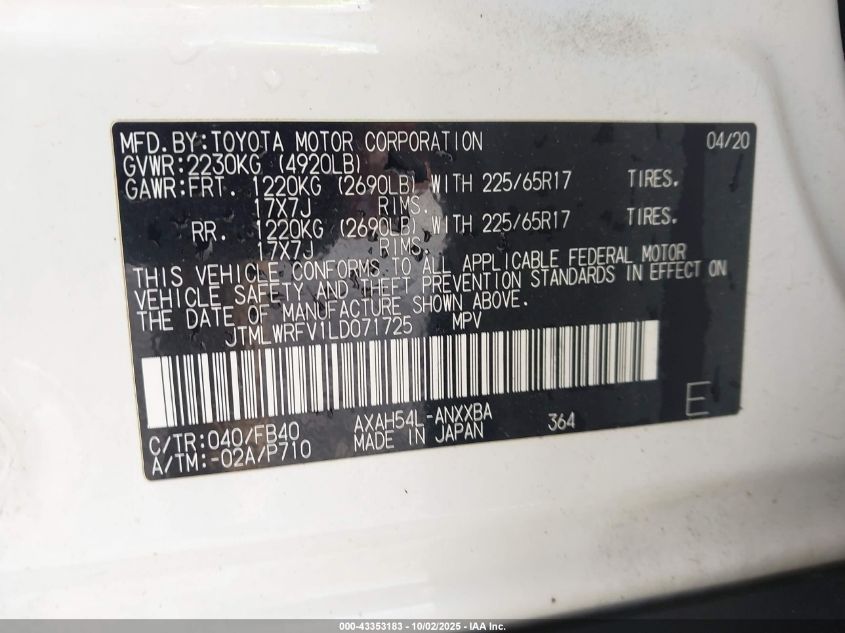 MFD.BY:TOYOTA MOTOR CORPORATION 04/20
GVWR:2230KG (4920LB)
GAWR:FRT. 1220KG (2690LB) WITH 225/65R17 TIRES.
17X7J RIMS.
RR. 1220KG (2690LB) WITH 225/65R17 TIRES.
17X7J RIMS.
THIS VEHICLE CONFORMS TO ALL APPLICABLE FEDERAL MOTOR
VEHICLE SAFETY AND THEFT PREVENTION STANDARDS IN EFFECT ON
THE DATE OF MANUFACTURE SHOWN ABOVE.
JTMLWRFV1LD071725 MPV
C/TR:040/FB40 AXAH54L-ANXXBA 364 E
A/TM:-02A/P710 MADE IN JAPAN
000-43353183 - 10/02/2025 - IAA Inc.